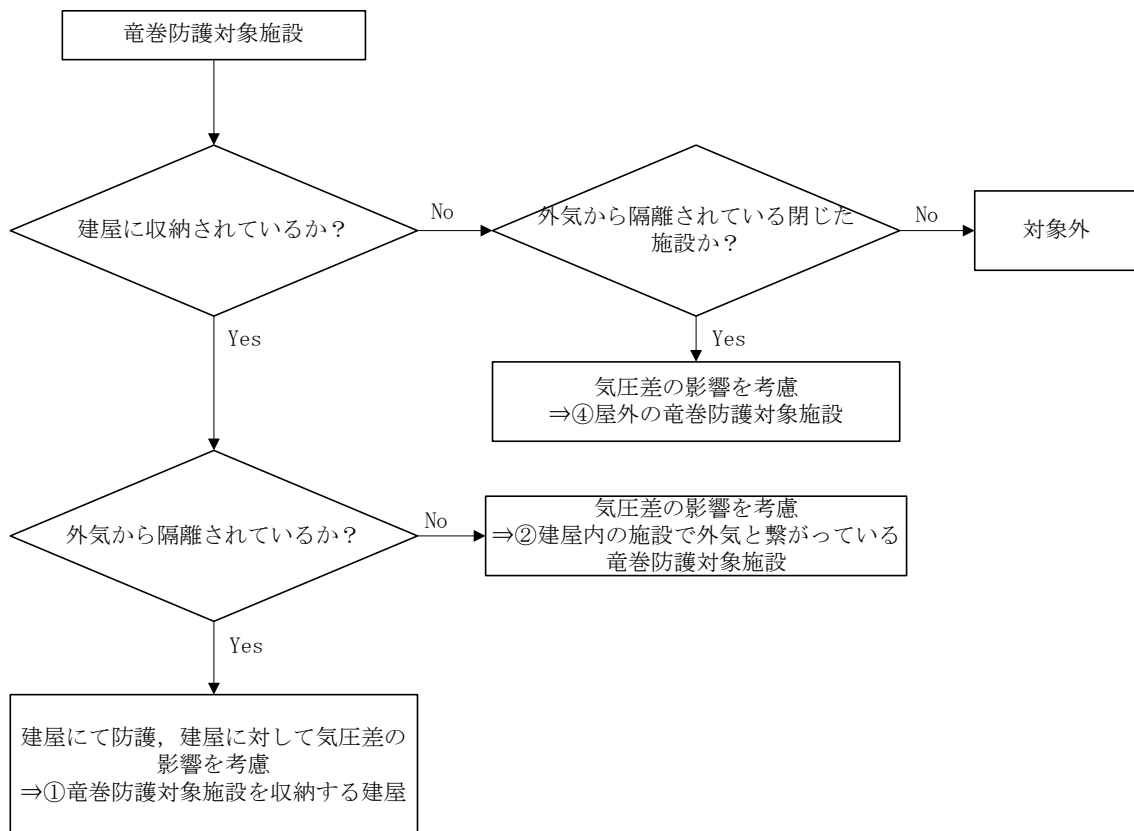 竜巻防護対象施設
建屋に収納されているか？
No
外気から隔離されている閉じた
施設か？
No
対象外
Yes
Yes
気圧差の影響を考慮
⇒④屋外の竜巻防護対象施設
外気から隔離されているか？
No
気圧差の影響を考慮
⇒②建屋内の施設で外気と繋がっている
竜巻防護対象施設
Yes
建屋にて防護，建屋に対して気圧差の
影響を考慮
⇒①竜巻防護対象施設を収納する建屋